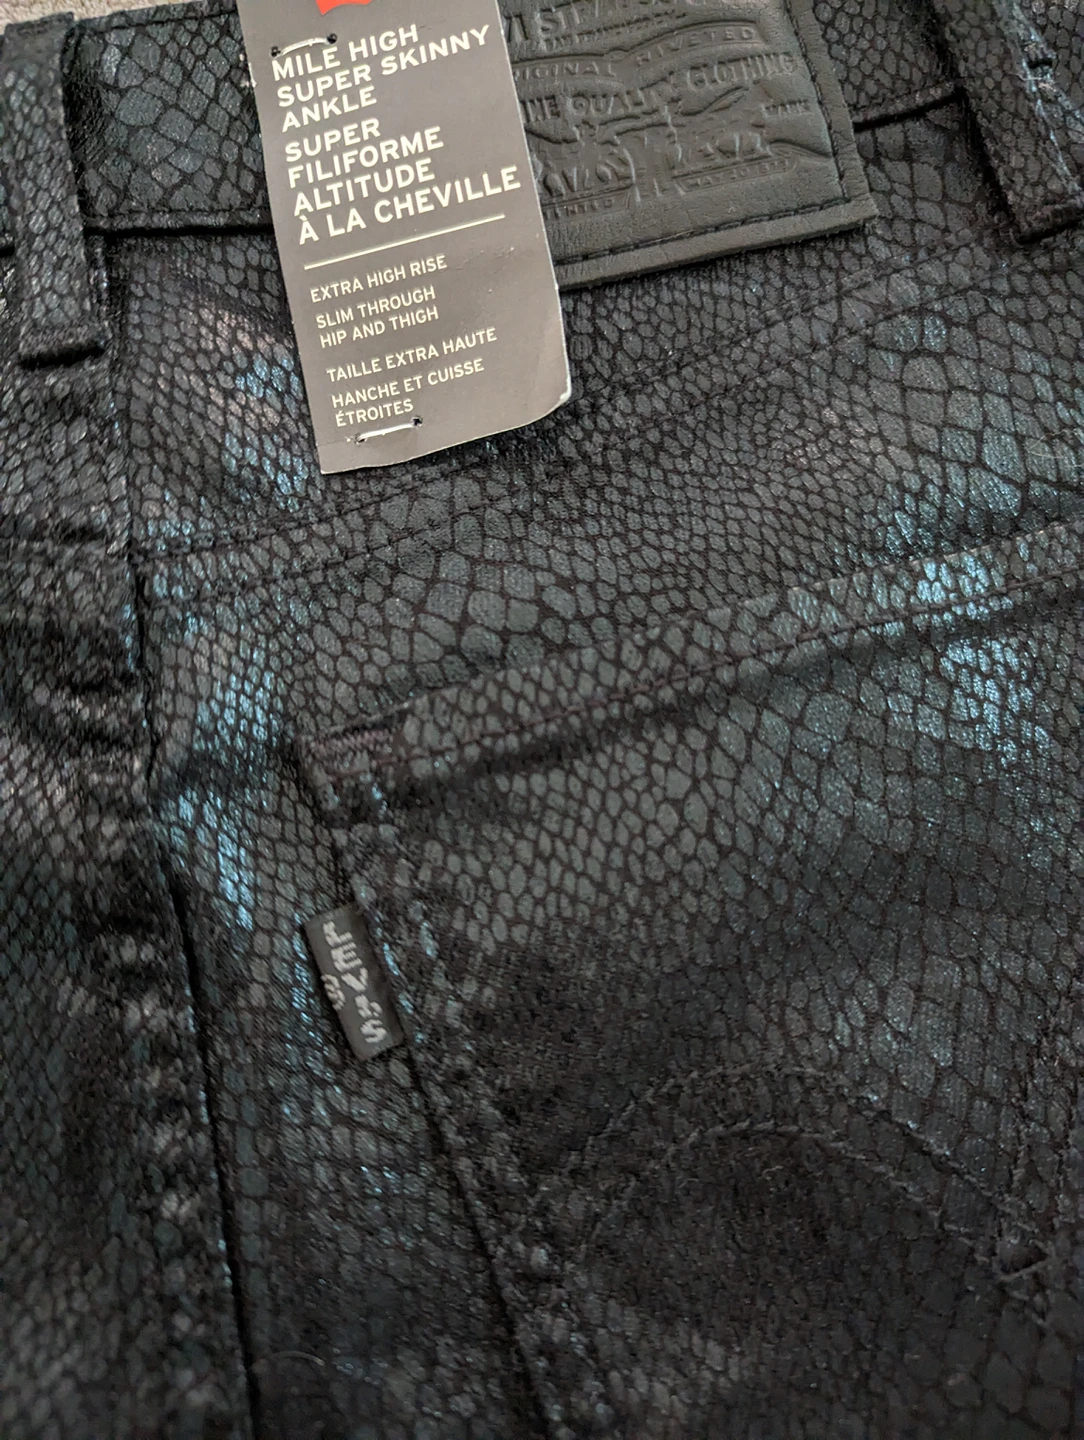 MILE HIGH
SUPER SKINNY
ANKLE
SUPER
FILIFORME
ALTITUDE
À LA CHEVILLE
EXTRA HIGH RISE
SLIM THROUGH
HIP AND THIGH
TAILLE EXTRA HAUTE
HANCHE ET CUISSE
ÉTROITES
ORIGINAL RIVETED
QUALITY CLOTHING
MARK
LEVI'S